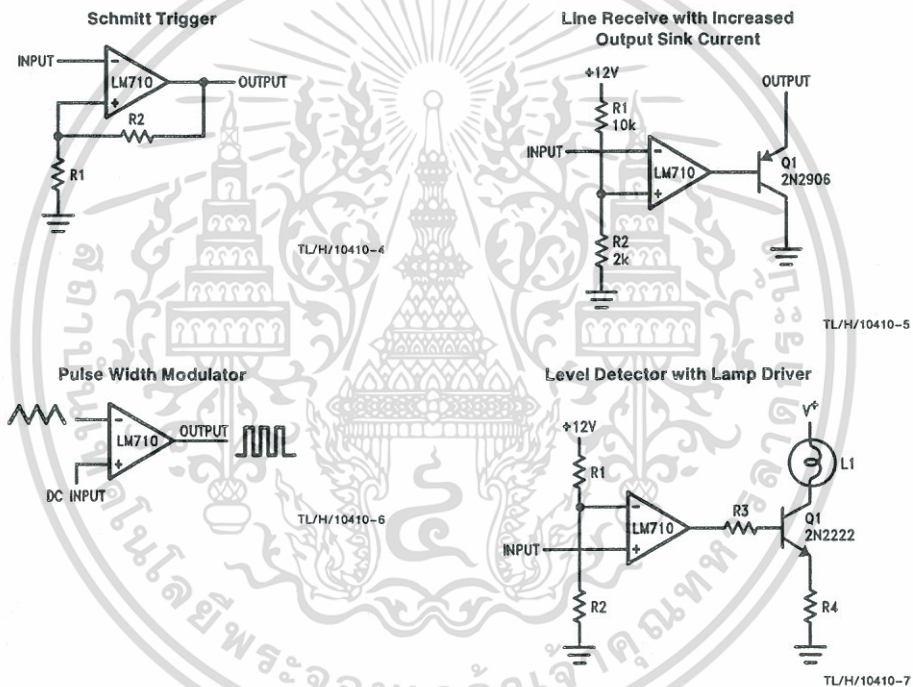 Schmitt Trigger
INPUT
LM710
OUTPUT
R2
R1
TL/H/10410-4
Line Receive with Increased
Output Sink Current
+12V
OUTPUT
R1
10k
INPUT
LM710
Q1
2N2906
R2
2k
TL/H/10410-5
Pulse Width Modulator
LM710
OUTPUT
DC INPUT
TL/H/10410-6
Level Detector with Lamp Driver
+12V
V+
R1
L1
R3
Q1
2N2222
LM710
INPUT
R2
R4
TL/H/10410-7